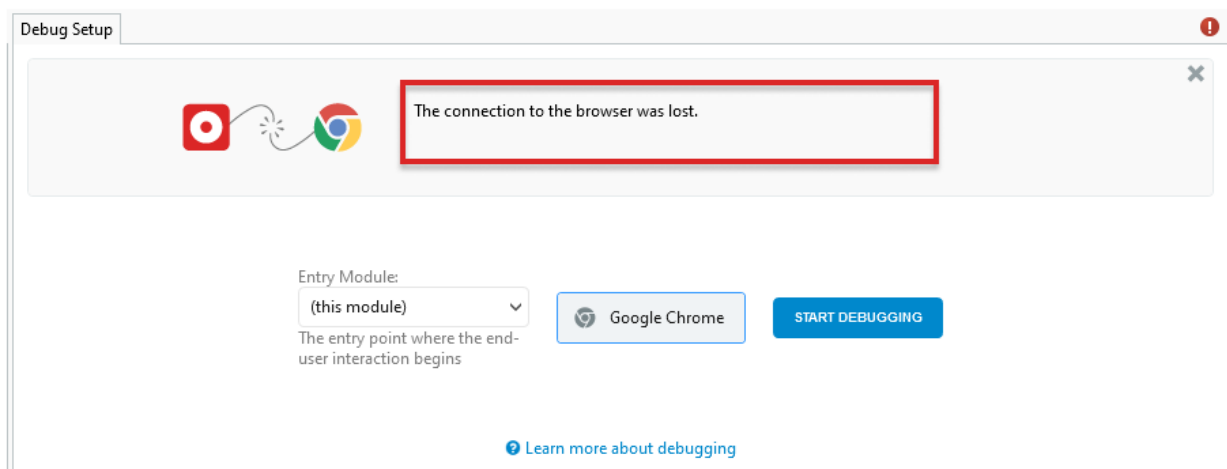 Debug Setup
The connection to the browser was lost.
Entry Module:
(this module)
Google Chrome
START DEBUGGING
The entry point where the end-
user interaction begins
Learn more about debugging